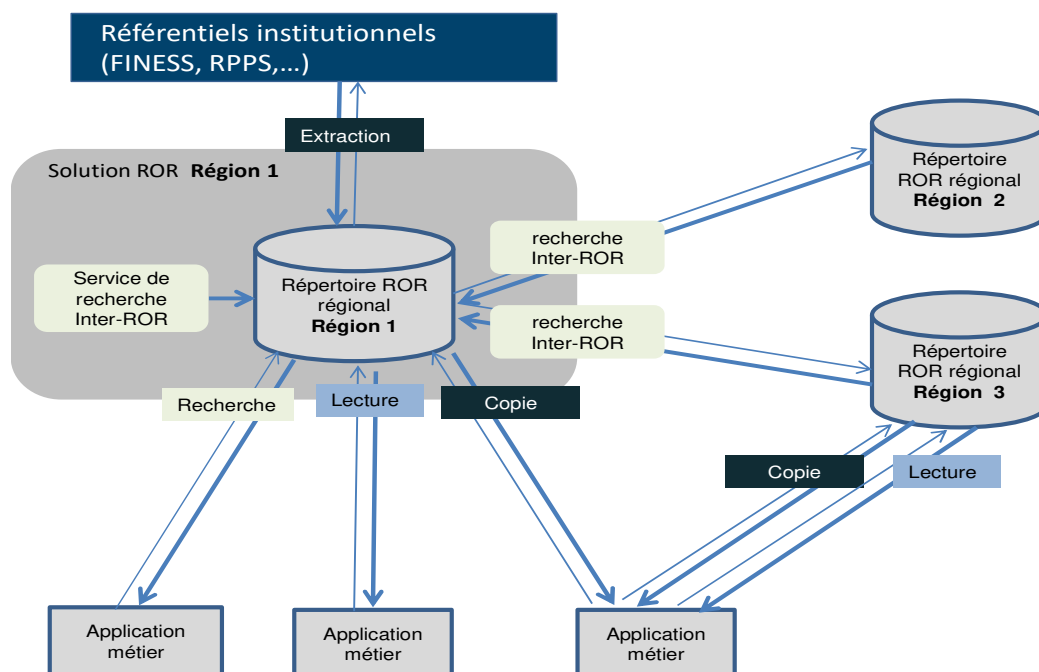 Référentiels institutionnels
(FINESS, RPPS,...)
Extraction
Solution ROR Région 1
Répertoire
ROR régional
Région 2
recherche
Inter-ROR
Service de
recherche
Inter-ROR
Répertoire ROR
régional
Région 1
recherche
Inter-ROR
Répertoire
ROR régional
Région 3
Recherche
Lecture
Copie
Copie
Lecture
Application
métier
Application
métier
Application
métier